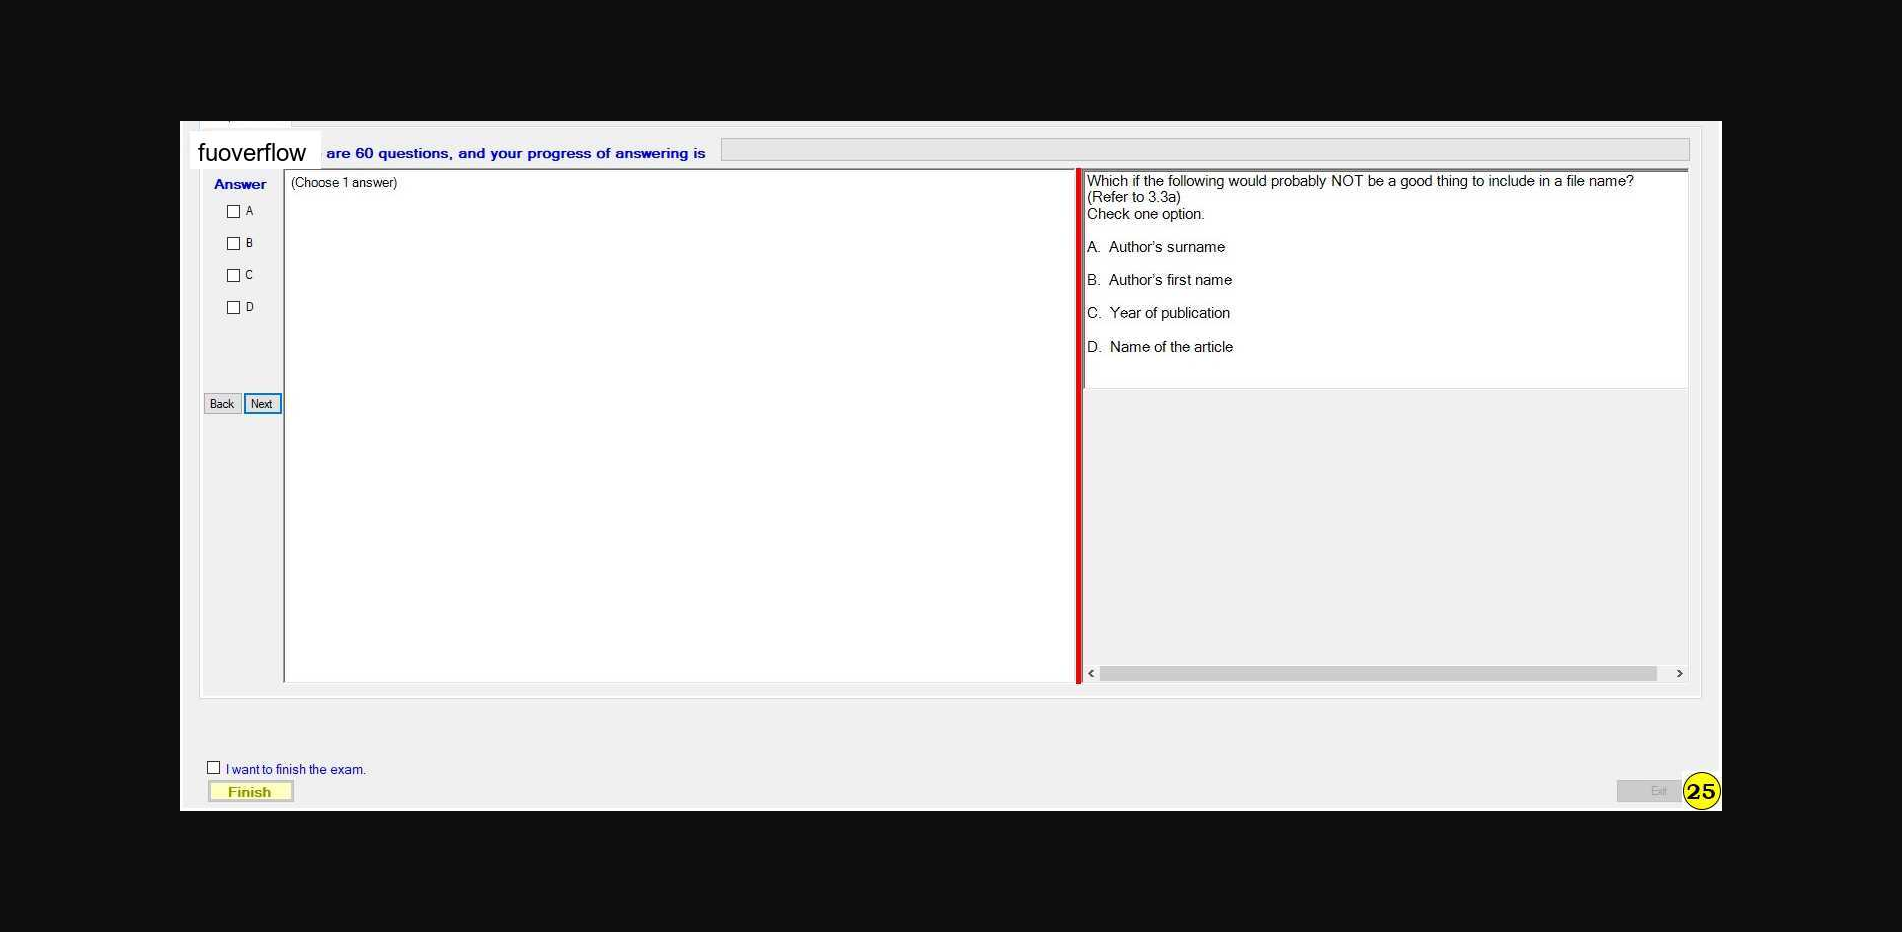 fuoverflow are 60 questions, and your progress of answering is
Answer
(Choose 1 answer)
A
B
C
D
Back Next
Which if the following would probably NOT be a good thing to include in a file name?
(Refer to 3.3a)
Check one option.
A. Author's surname
B. Author's first name
C. Year of publication
D. Name of the article
I want to finish the exam.
Finish
Exit
25